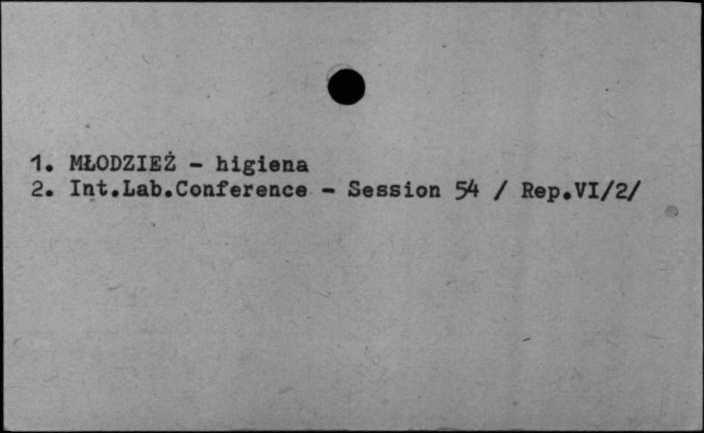 1. MŁODZIEŻ - higiena
2. Int.Lab.Conference - Session 54 / Rep.VI/2/